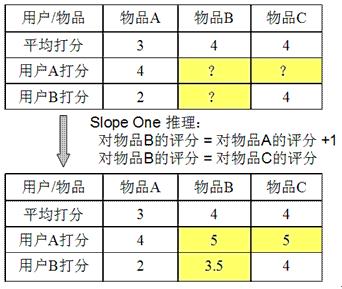 用户/物品 物品A 物品B 物品C
平均打分 3 4 4
用户A打分 4 ? ?
用户B打分 2 ? 4
Slope One 推理:
对物品B的评分 = 对物品A的评分 +1
对物品B的评分 = 对物品C的评分
用户/物品 物品A 物品B 物品C
平均打分 3 4 4
用户A打分 4 5 5
用户B打分 2 3.5 4